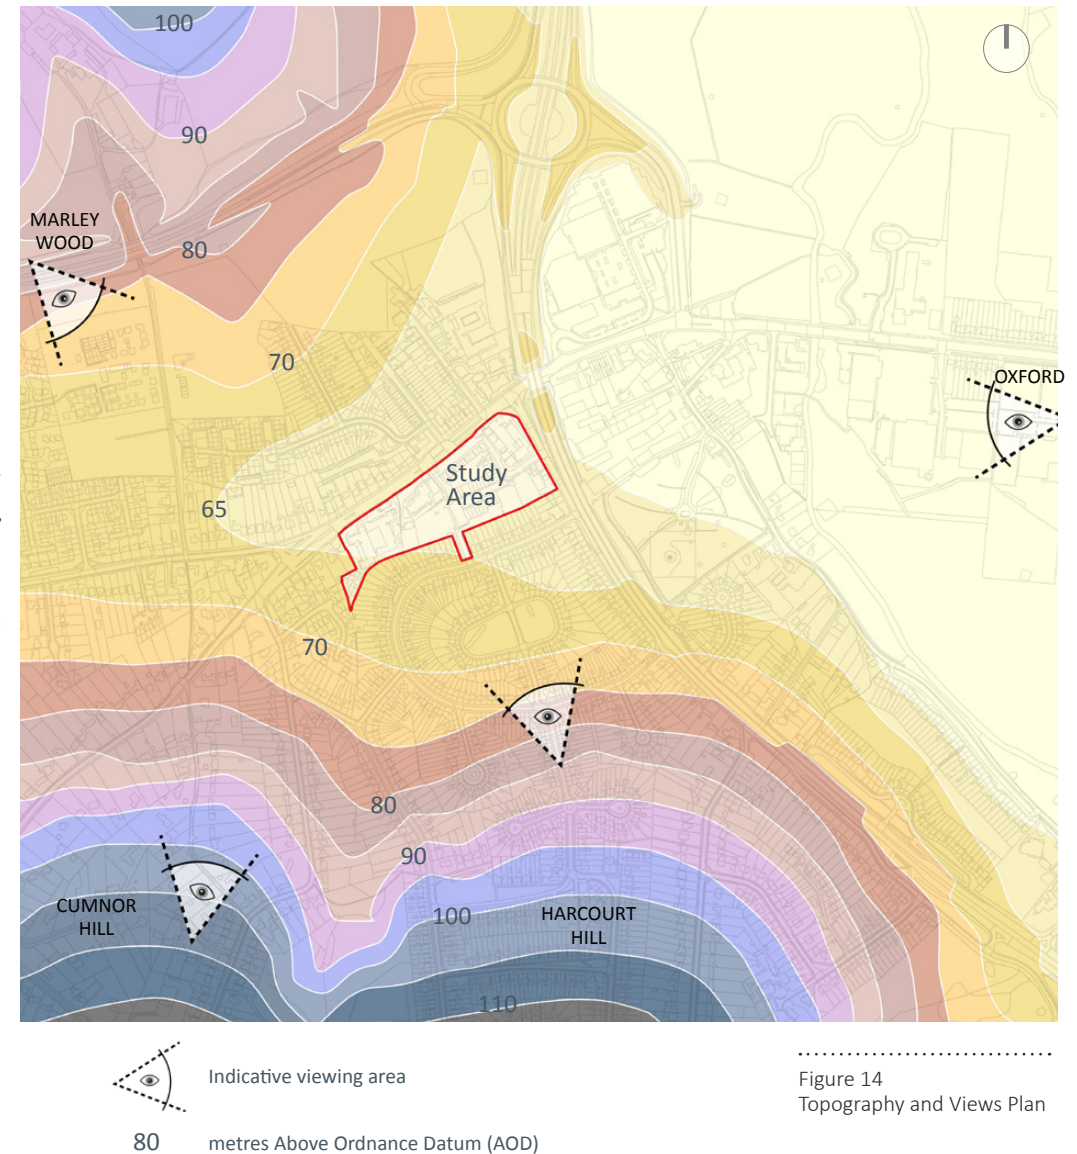 100
90
MARLEY
WOOD
80
70
OXFORD
Study
Area
65
70
80
90
CUMNOR
HILL
100
HARCOURT
HILL
110
Indicative viewing area
80 metres Above Ordnance Datum (AOD)
Figure 14
Topography and Views Plan